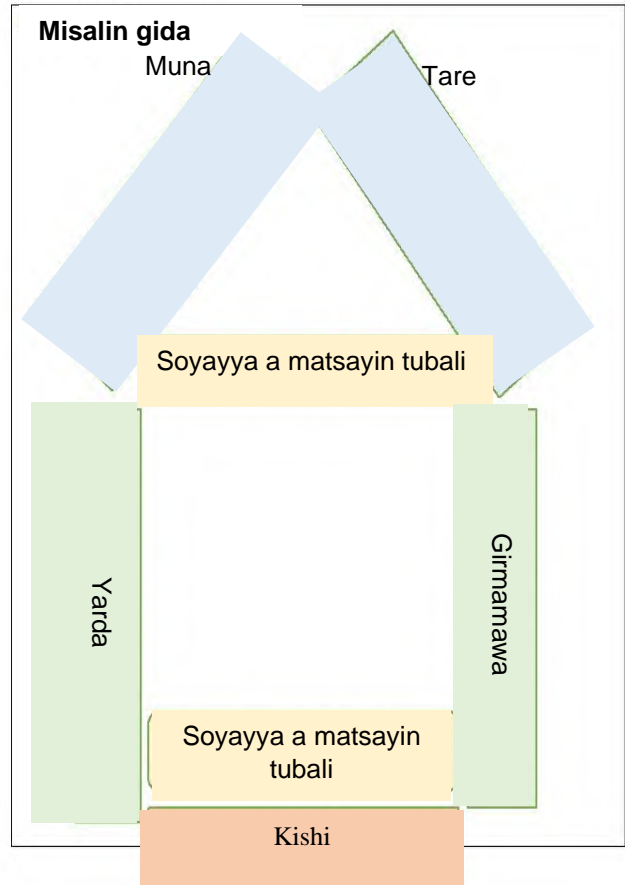 Misalin gida
Muna
Tare
Soyayya a matsayin tubali
Yarda
Girmamawa
Soyayya a matsayin
tubali
Kishi